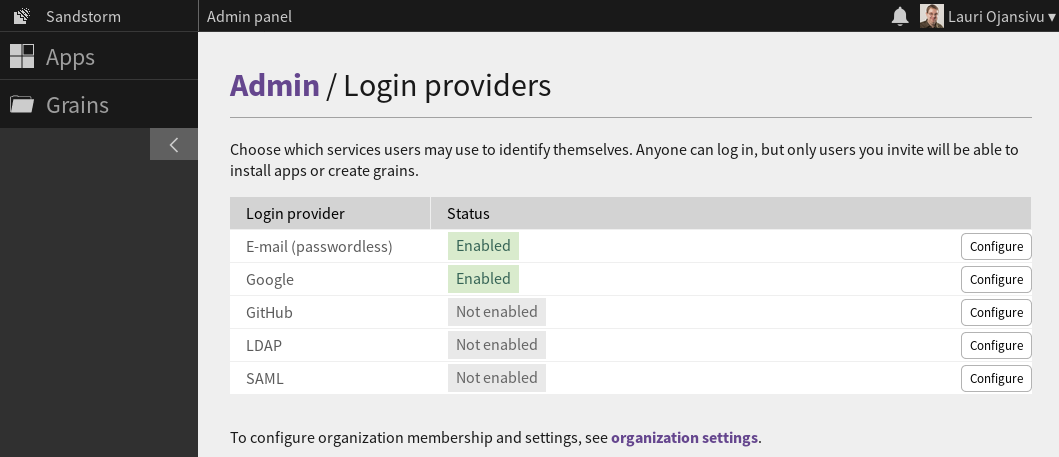 Sandstorm
Admin panel
Lauri Ojansivu ▾
Apps
Grains
Admin / Login providers
Choose which services users may use to identify themselves. Anyone can log in, but only users you invite will be able to
install apps or create grains.
Login provider Status
E-mail (passwordless) Enabled Configure
Google Enabled Configure
GitHub Not enabled Configure
LDAP Not enabled Configure
SAML Not enabled Configure
To configure organization membership and settings, see organization settings.